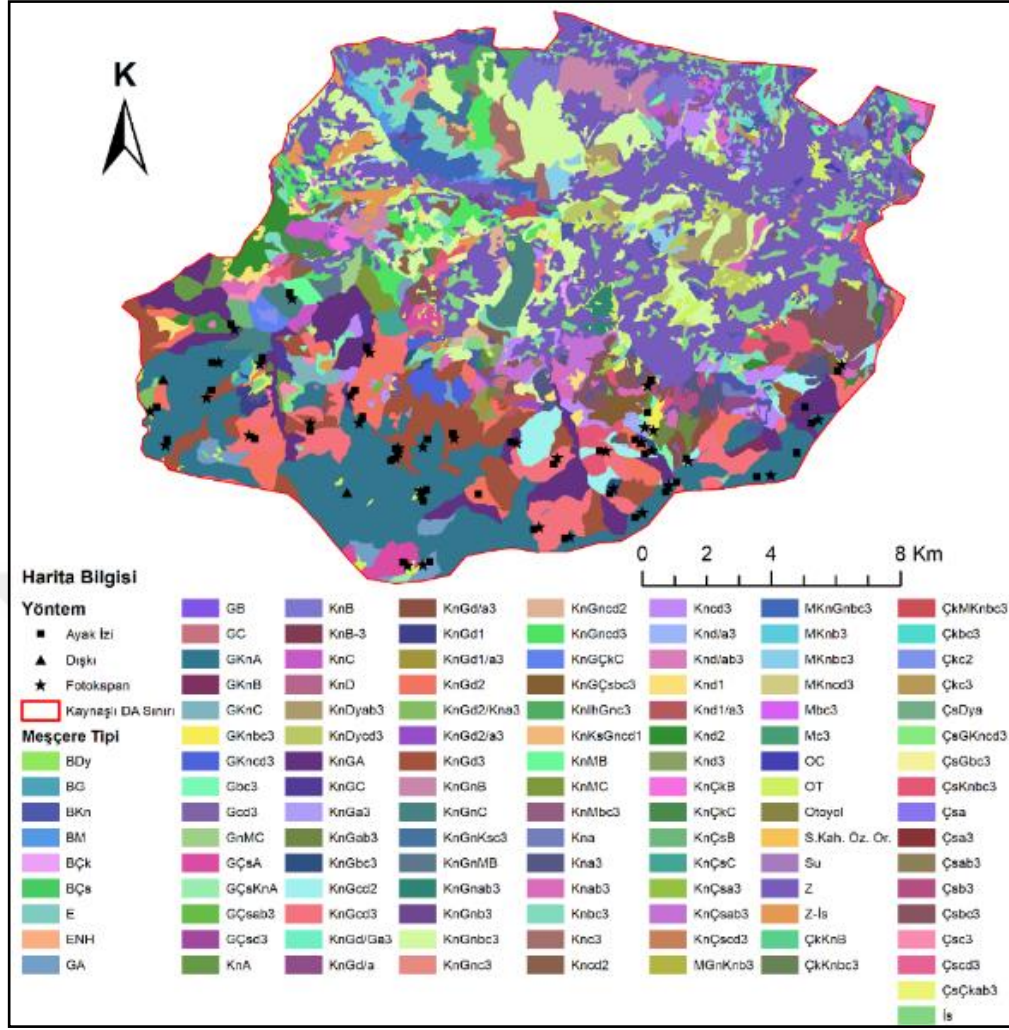 K
0 2 4 8 Km
Harita Bilgisi
Yöntem
Ayak İzi
Dışkı
Fotokapan
Kaynaşlı DA Sınırı
Meşçere Tipi
BDy
BG
BKn
BM
BÇk
BÇs
E
ENH
GA
GB
GC
GKnA
GKnB
GKnC
GKnbc3
GKncd3
Gbc3
Gcd3
GnMC
GÇsA
GÇsKnA
GÇsab3
GÇsd3
KnA
KnB
KnB-3
KnC
KnD
KnDyab3
KnDycd3
KnGA
KnGC
KnGa3
KnGab3
KnGbc3
KnGcd2
KnGcd3
KnGd/Ga3
KnGd/a
KnGd/a3
KnGd1
KnGd1/a3
KnGd2
KnGd2/Kna3
KnGd2/a3
KnGd3
KnGnB
KnGnC
KnGnKsc3
KnGnMB
KnGnab3
KnGnb3
KnGnbc3
KnGnc3
KnGncd2
KnGncd3
KnGÇkC
KnGÇsbc3
KnIhGnc3
KnKsGncd1
KnMB
KnMC
KnMbc3
Kna
Kna3
Knab3
Knbc3
Knc3
Kncd2
Kncd3
Knd/a3
Knd/ab3
Knd1
Knd1/a3
Knd2
Knd3
KnÇkB
KnÇkC
KnÇsB
KnÇsC
KnÇsa3
KnÇsab3
KnÇscd3
MGnKnb3
MKnGnbc3
MKnb3
MKnbc3
MKncd3
Mbc3
Mc3
OC
OT
Otoyol
S.Kah. Öz. Or.
Su
Z
Z-İs
ÇkKnB
ÇkKnbc3
ÇkMKnbc3
Çkbc3
Çkc2
Çkc3
ÇsDya
ÇsGKncd3
ÇsGbc3
ÇsKnbc3
Çsa
Çsa3
Çsab3
Çsb3
Çsbc3
Çsc3
Çscd3
ÇsÇkab3
İs